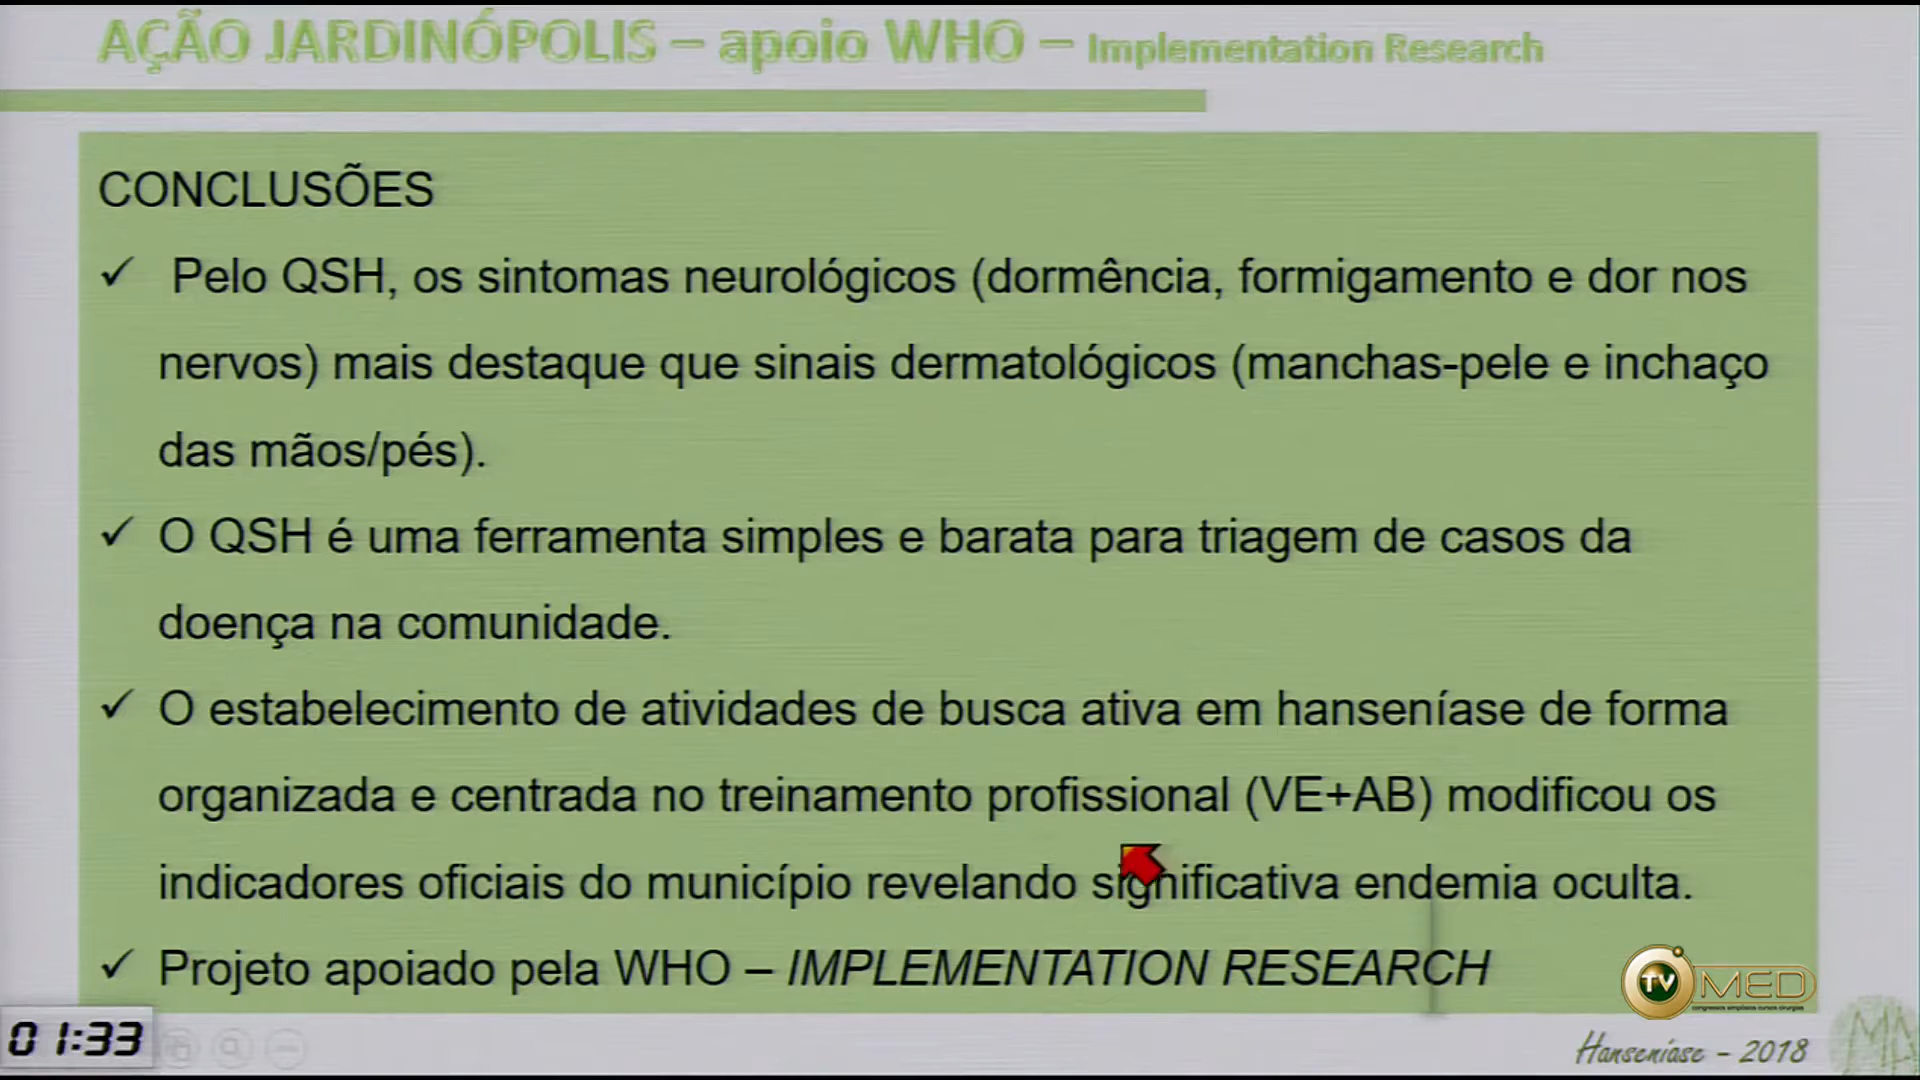 AÇÃO JARDINÓPOLIS – apoio WHO – Implementation Research
CONCLUSÕES
✓ Pelo QSH, os sintomas neurológicos (dormência, formigamento e dor nos
nervos) mais destaque que sinais dermatológicos (manchas-pele e inchaço
das mãos/pés).
✓ O QSH é uma ferramenta simples e barata para triagem de casos da
doença na comunidade.
✓ O estabelecimento de atividades de busca ativa em hanseníase de forma
organizada e centrada no treinamento profissional (VE+AB) modificou os
indicadores oficiais do município revelando significativa endemia oculta.
✓ Projeto apoiado pela WHO – IMPLEMENTATION RESEARCH
TV MED
01:33
Hanseníase - 2018